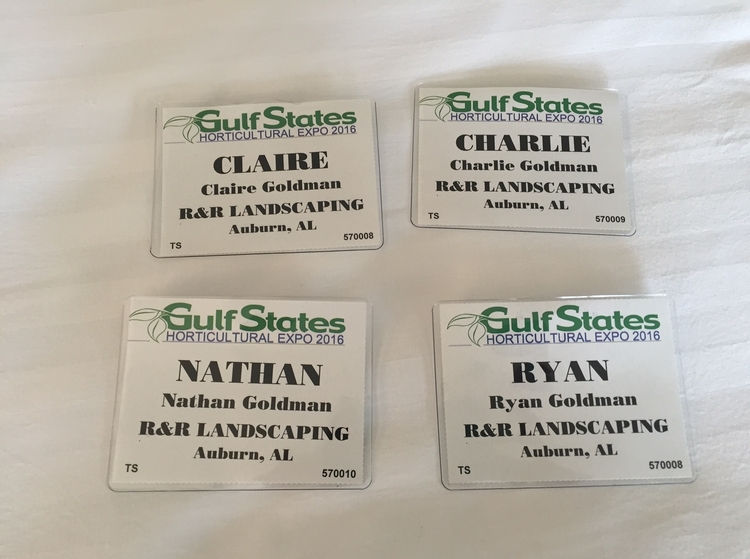 Gulf States
HORTICULTURAL EXPO 2016
CLAIRE
Claire Goldman
R&R LANDSCAPING
Auburn, AL
TS 570008
Gulf States
HORTICULTURAL EXPO 2016
CHARLIE
Charlie Goldman
R&R LANDSCAPING
Auburn, AL
TS 570009
Gulf States
HORTICULTURAL EXPO 2016
NATHAN
Nathan Goldman
R&R LANDSCAPING
Auburn, AL
TS 570010
Gulf States
HORTICULTURAL EXPO 2016
RYAN
Ryan Goldman
R&R LANDSCAPING
Auburn, AL
TS 570008